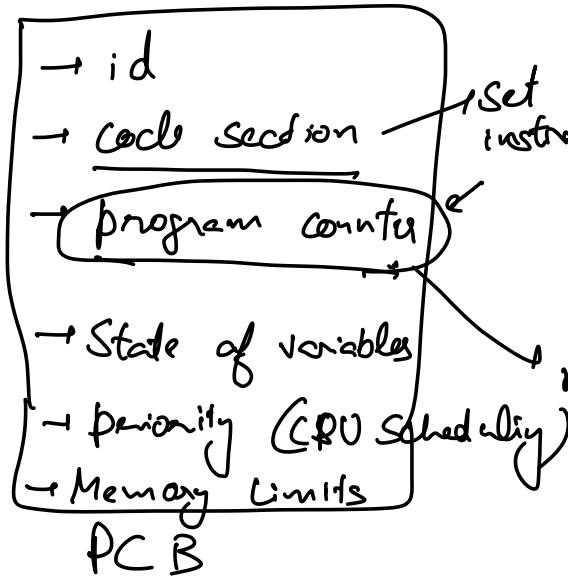 → id
→ code section → set
instr
→ program counter
→ State of variables
→ priority (CPU Scheduling)
→ Memory Limits
PCB